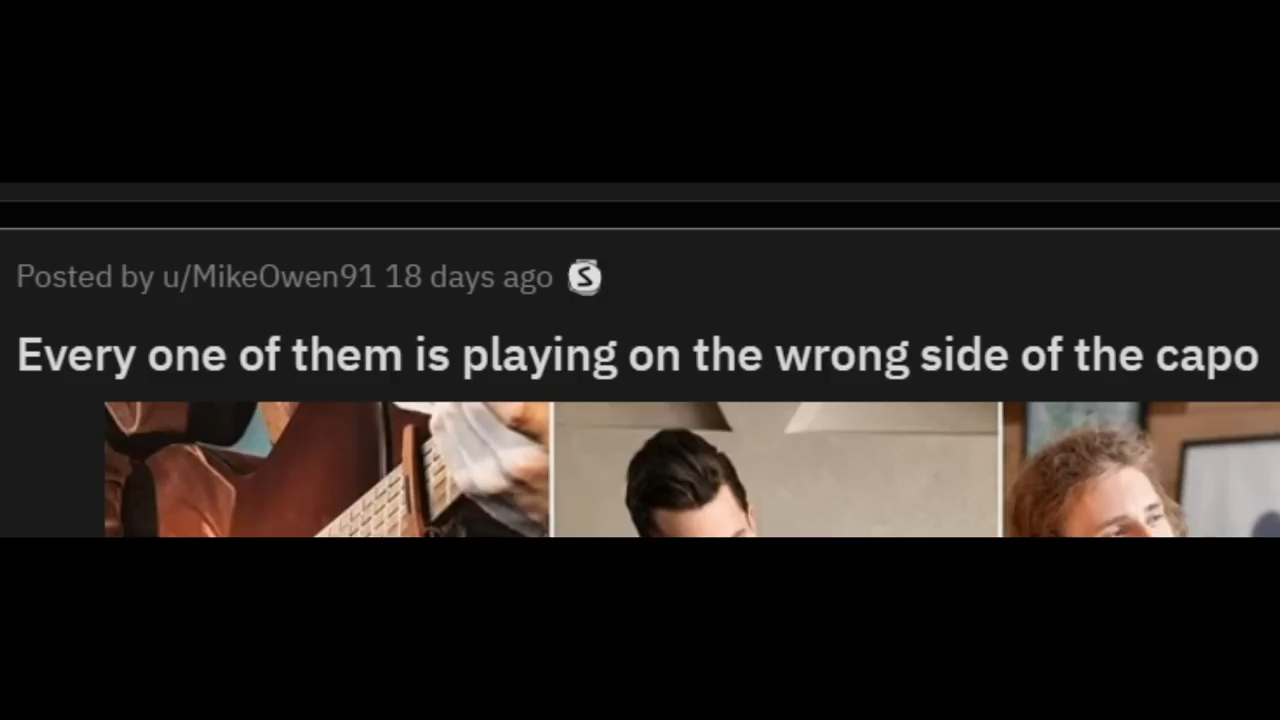 Posted by u/MikeOwen91 18 days ago
Every one of them is playing on the wrong side of the capo